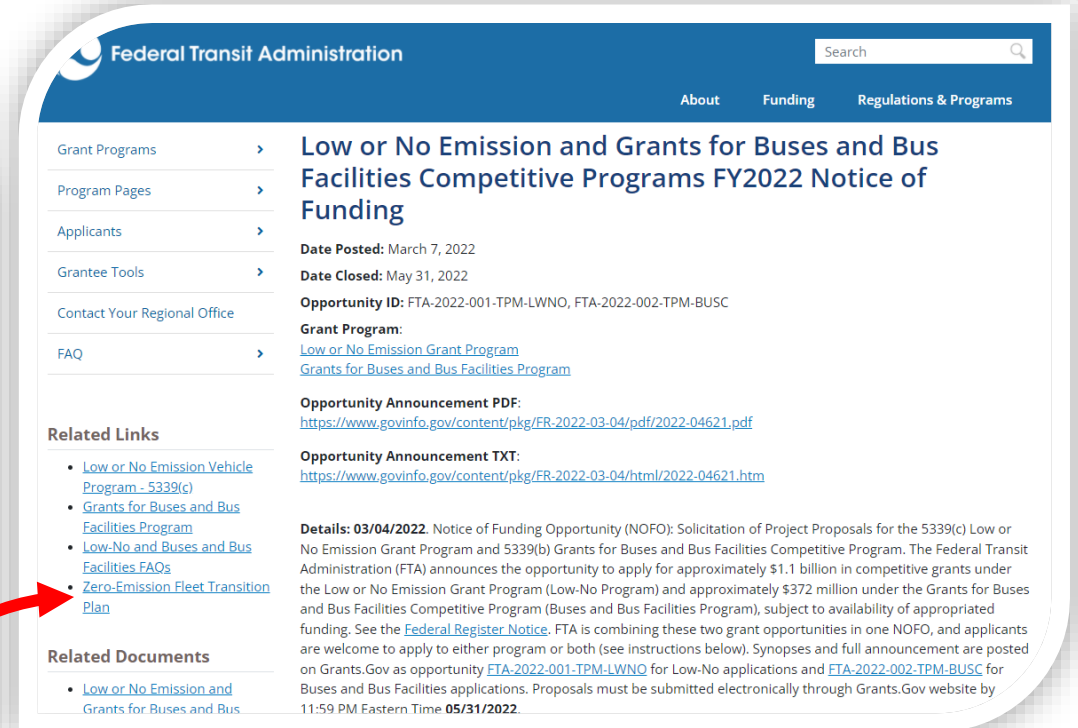 Federal Transit Administration
Search
About Funding Regulations & Programs
Grant Programs
Program Pages
Applicants
Grantee Tools
Contact Your Regional Office
FAQ
Related Links
Low or No Emission Vehicle
Program - 5339(c)
Grants for Buses and Bus
Facilities Program
Low-No and Buses and Bus
Facilities FAQs
Zero-Emission Fleet Transition
Plan
Related Documents
Low or No Emission and
Grants for Buses and Bus
Low or No Emission and Grants for Buses and Bus
Facilities Competitive Programs FY2022 Notice of
Funding
Date Posted: March 7, 2022
Date Closed: May 31, 2022
Opportunity ID: FTA-2022-001-TPM-LWNO, FTA-2022-002-TPM-BUSC
Grant Program:
Low or No Emission Grant Program
Grants for Buses and Bus Facilities Program
Opportunity Announcement PDF:
https://www.govinfo.gov/content/pkg/FR-2022-03-04/pdf/2022-04621.pdf
Opportunity Announcement TXT:
https://www.govinfo.gov/content/pkg/FR-2022-03-04/html/2022-04621.htm
Details: 03/04/2022. Notice of Funding Opportunity (NOFO): Solicitation of Project Proposals for the 5339(c) Low or
No Emission Grant Program and 5339(b) Grants for Buses and Bus Facilities Competitive Program. The Federal Transit
Administration (FTA) announces the opportunity to apply for approximately $1.1 billion in competitive grants under
the Low or No Emission Grant Program (Low-No Program) and approximately $372 million under the Grants for Buses
and Bus Facilities Competitive Program (Buses and Bus Facilities Program), subject to availability of appropriated
funding. See the Federal Register Notice. FTA is combining these two grant opportunities in one NOFO, and applicants
are welcome to apply to either program or both (see instructions below). Synopses and full announcement are posted
on Grants.Gov as opportunity FTA-2022-001-TPM-LWNO for Low-No applications and FTA-2022-002-TPM-BUSC for
Buses and Bus Facilities applications. Proposals must be submitted electronically through Grants.Gov website by
11:59 PM Eastern Time 05/31/2022.